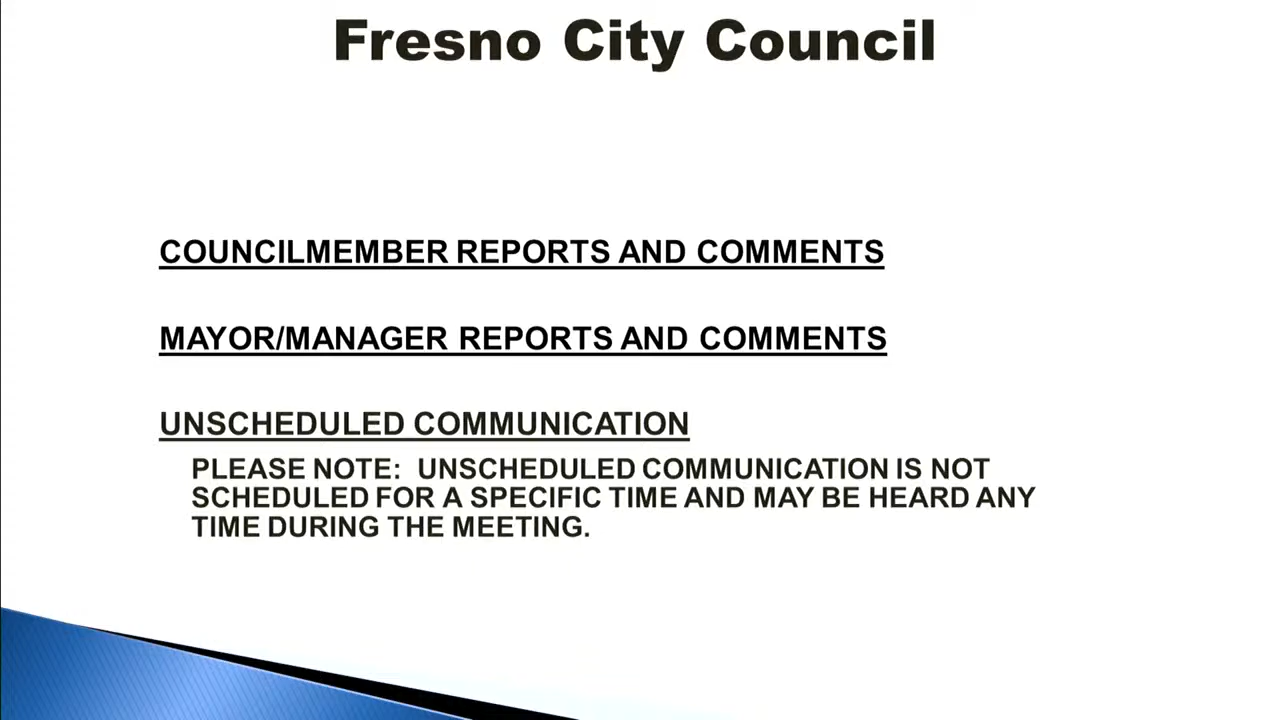 Fresno City Council
COUNCILMEMBER REPORTS AND COMMENTS
MAYOR/MANAGER REPORTS AND COMMENTS
UNSCHEDULED COMMUNICATION
PLEASE NOTE: UNSCHEDULED COMMUNICATION IS NOT
SCHEDULED FOR A SPECIFIC TIME AND MAY BE HEARD ANY
TIME DURING THE MEETING.